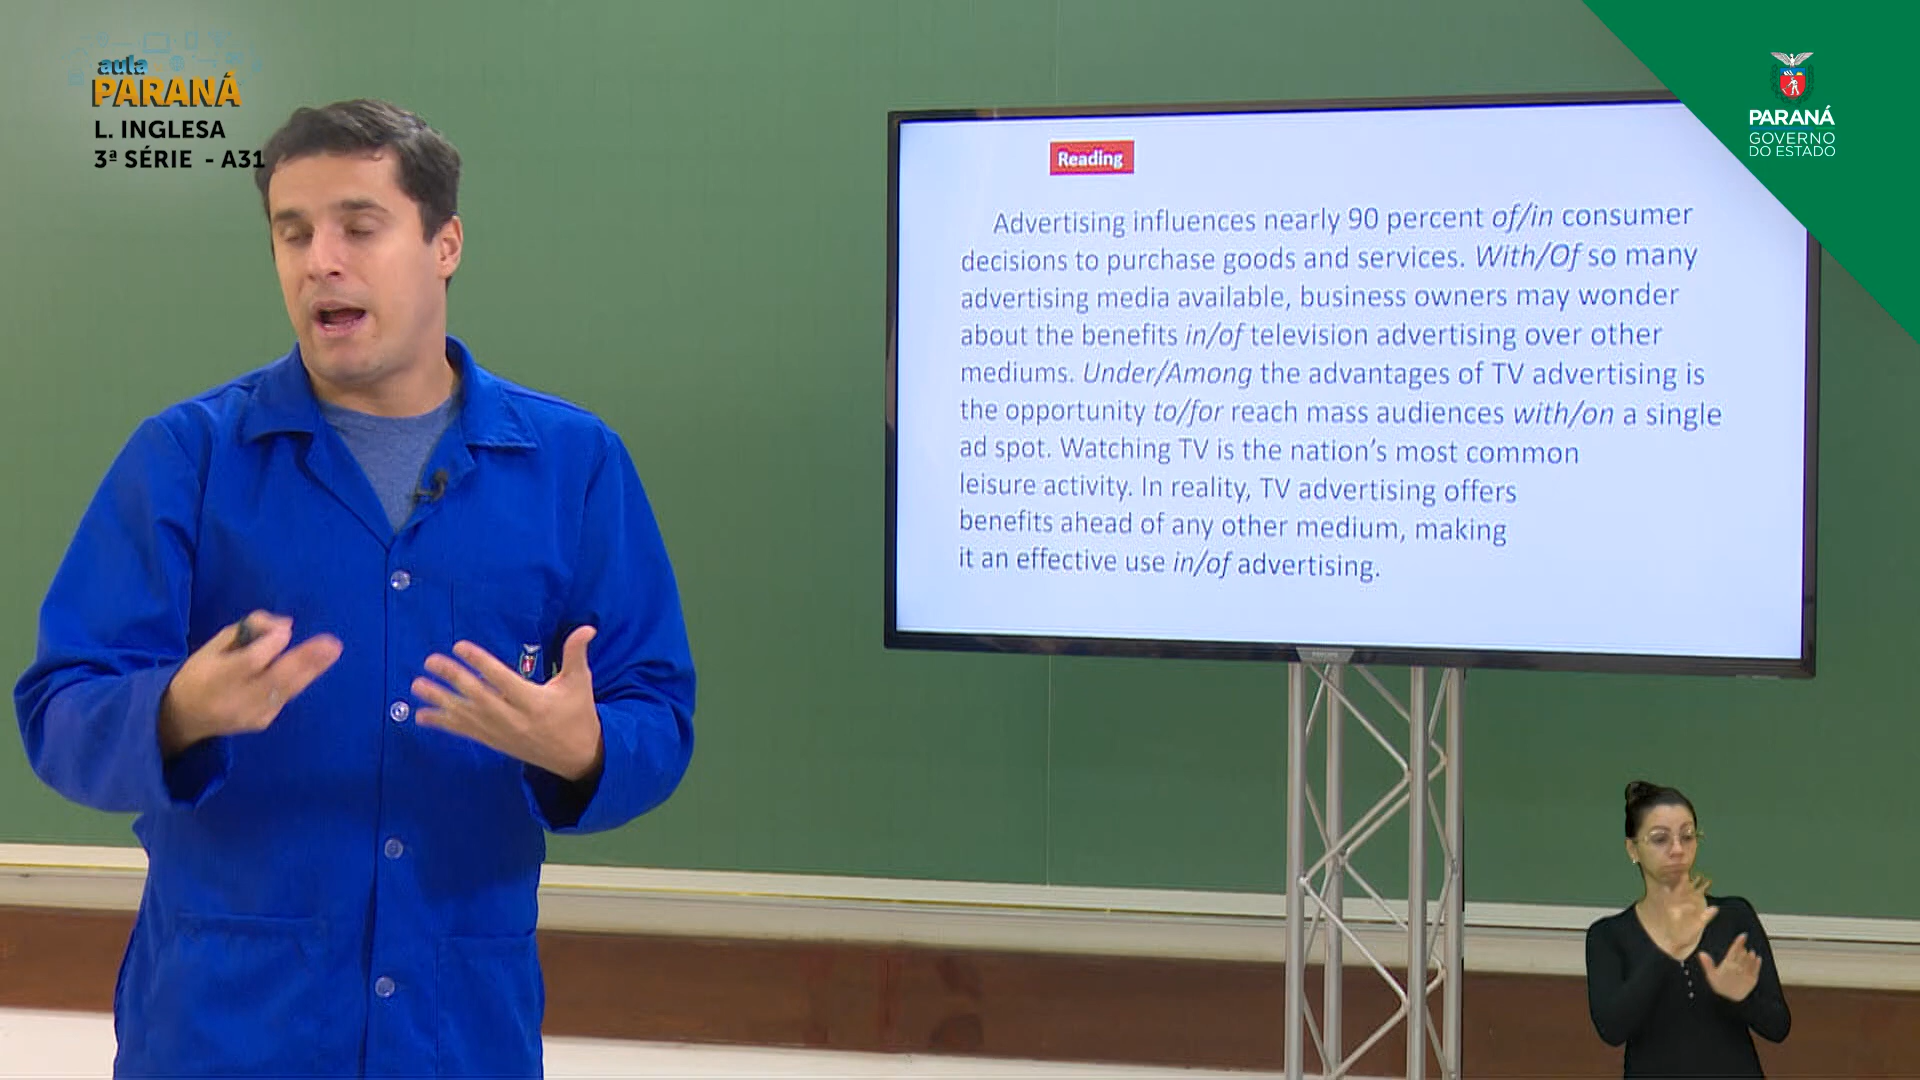 aula
PARANÁ
L. INGLESA
3ª SÉRIE - A31
PARANÁ
GOVERNO
DO ESTADO
Reading
Advertising influences nearly 90 percent of/in consumer
decisions to purchase goods and services. With/Of so many
advertising media available, business owners may wonder
about the benefits in/of television advertising over other
mediums. Under/Among the advantages of TV advertising is
the opportunity to/for reach mass audiences with/on a single
ad spot. Watching TV is the nation's most common
leisure activity. In reality, TV advertising offers
benefits ahead of any other medium, making
it an effective use in/of advertising.